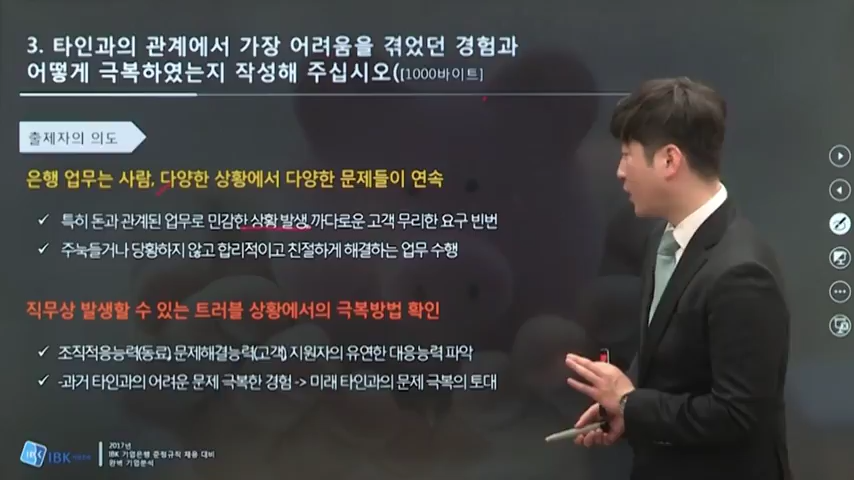 3. 타인과의 관계에서 가장 어려움을 겪었던 경험과
어떻게 극복하였는지 작성해 주십시오([1000바이트]
출제자의 의도
은행 업무는 사람, 다양한 상황에서 다양한 문제들이 연속
✓ 특히 돈과 관계된 업무로 민감한 상황 발생, 까다로운 고객 무리한 요구 빈번
✓ 주눅들거나 당황하지 않고 합리적이고 친절하게 해결하는 업무 수행
직무상 발생할 수 있는 트러블 상황에서의 극복방법 확인
✓ 조직적응능력(동료) 문제해결능력(고객) 지원자의 유연한 대응능력 파악
✓ -과거 타인과의 어려운 문제 극복한 경험 -> 미래 타인과의 문제 극복의 토대
IBK
2017년
IBK 기업은행 준정규직 채용 대비
완벽 기업분석